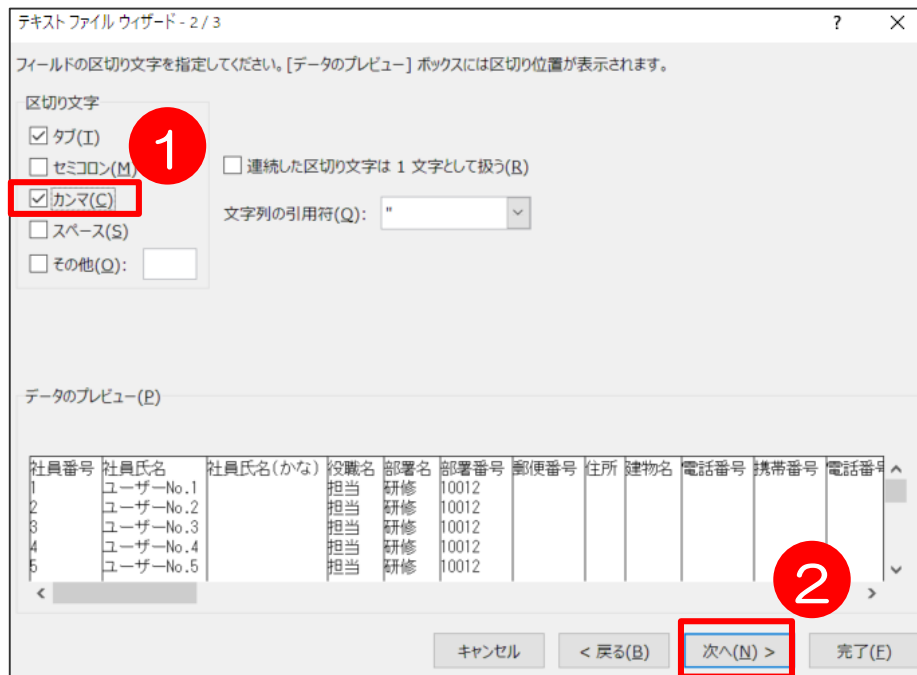 テキスト ファイル ウィザード - 2 / 3 ?
フィールドの区切り文字を指定してください。[データのプレビュー] ボックスには区切り位置が表示されます。
区切り文字
タブ(T)
1
セミコロン(M)
連続した区切り文字は 1 文字として扱う(R)
カンマ(C)
文字列の引用符(Q): "
スペース(S)
その他(O):
データのプレビュー(P)
社員番号 社員氏名 社員氏名(かな) 役職名 部署名 部署番号 郵便番号 住所 建物名 電話番号 携帯番号
1 ユーザーNo.1 担当 研修 10012
2 ユーザーNo.2 担当 研修 10012
3 ユーザーNo.3 担当 研修 10012
4 ユーザーNo.4 担当 研修 10012
5 ユーザーNo.5 担当 研修 10012
2
キャンセル < 戻る(B) 次へ(N) > 完了(F)